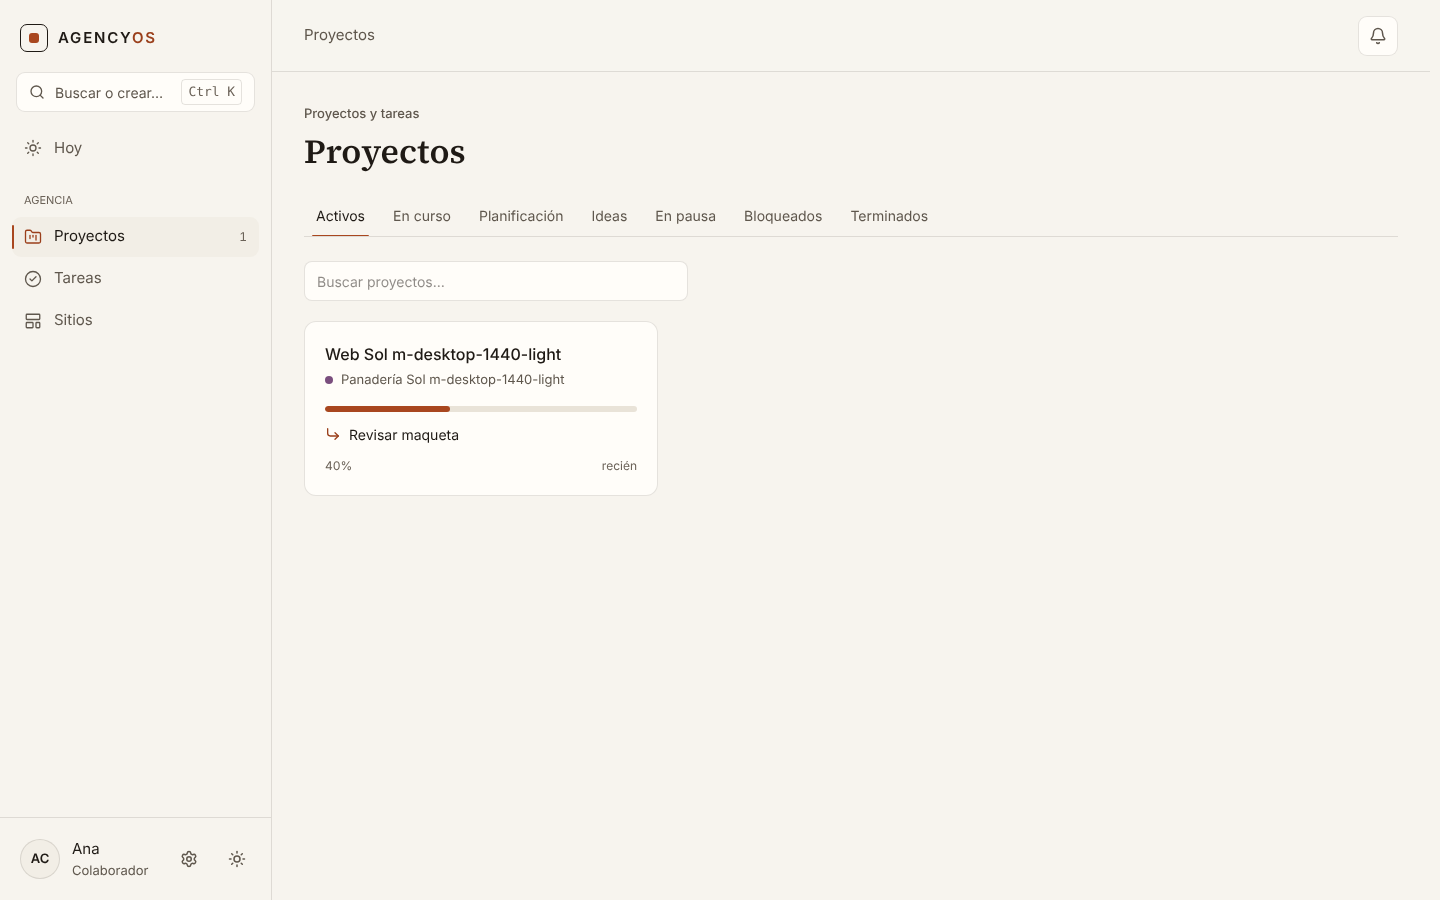 AGENCYOS
Buscar o crear... Ctrl K
Hoy
AGENCIA
Proyectos 1
Tareas
Sitios
AC
Ana
Colaborador
Proyectos
Proyectos y tareas
Proyectos
Activos En curso Planificación Ideas En pausa Bloqueados Terminados
Buscar proyectos...
Web Sol m-desktop-1440-light
Panadería Sol m-desktop-1440-light
Revisar maqueta
40% recién